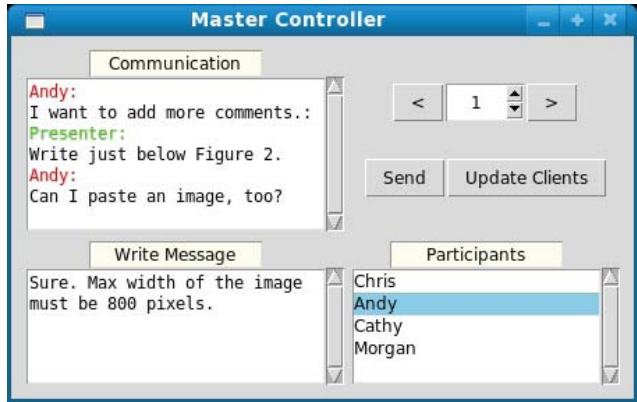 Master Controller
Communication
Andy:
I want to add more comments.:
Presenter:
Write just below Figure 2.
Andy:
Can I paste an image, too?
< 1 >
Send Update Clients
Write Message
Sure. Max width of the image
must be 800 pixels.
Participants
Chris
Andy
Cathy
Morgan